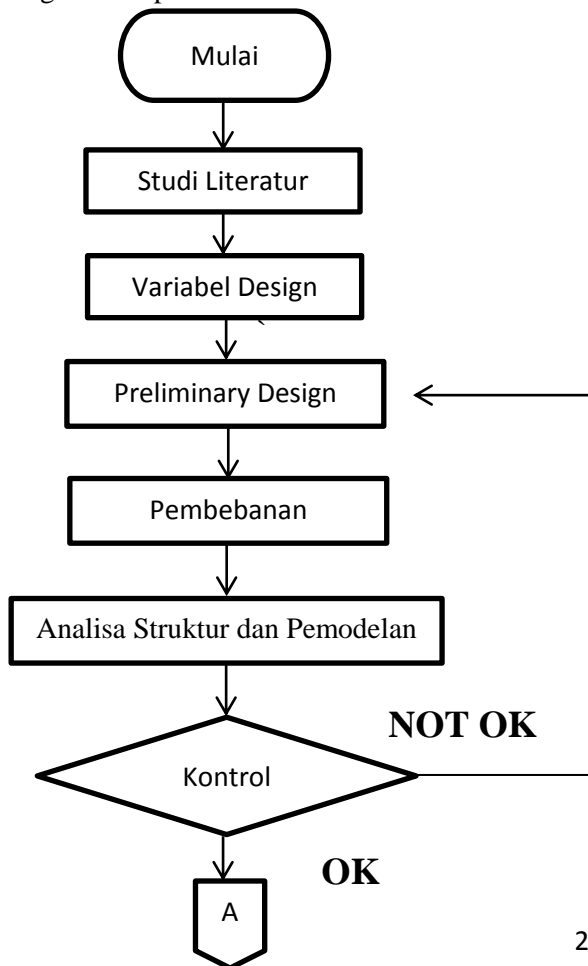 Mulai
Studi Literatur
Variabel Design
Preliminary Design
Pembebanan
Analisa Struktur dan Pemodelan
NOT OK
Kontrol
OK
A
2